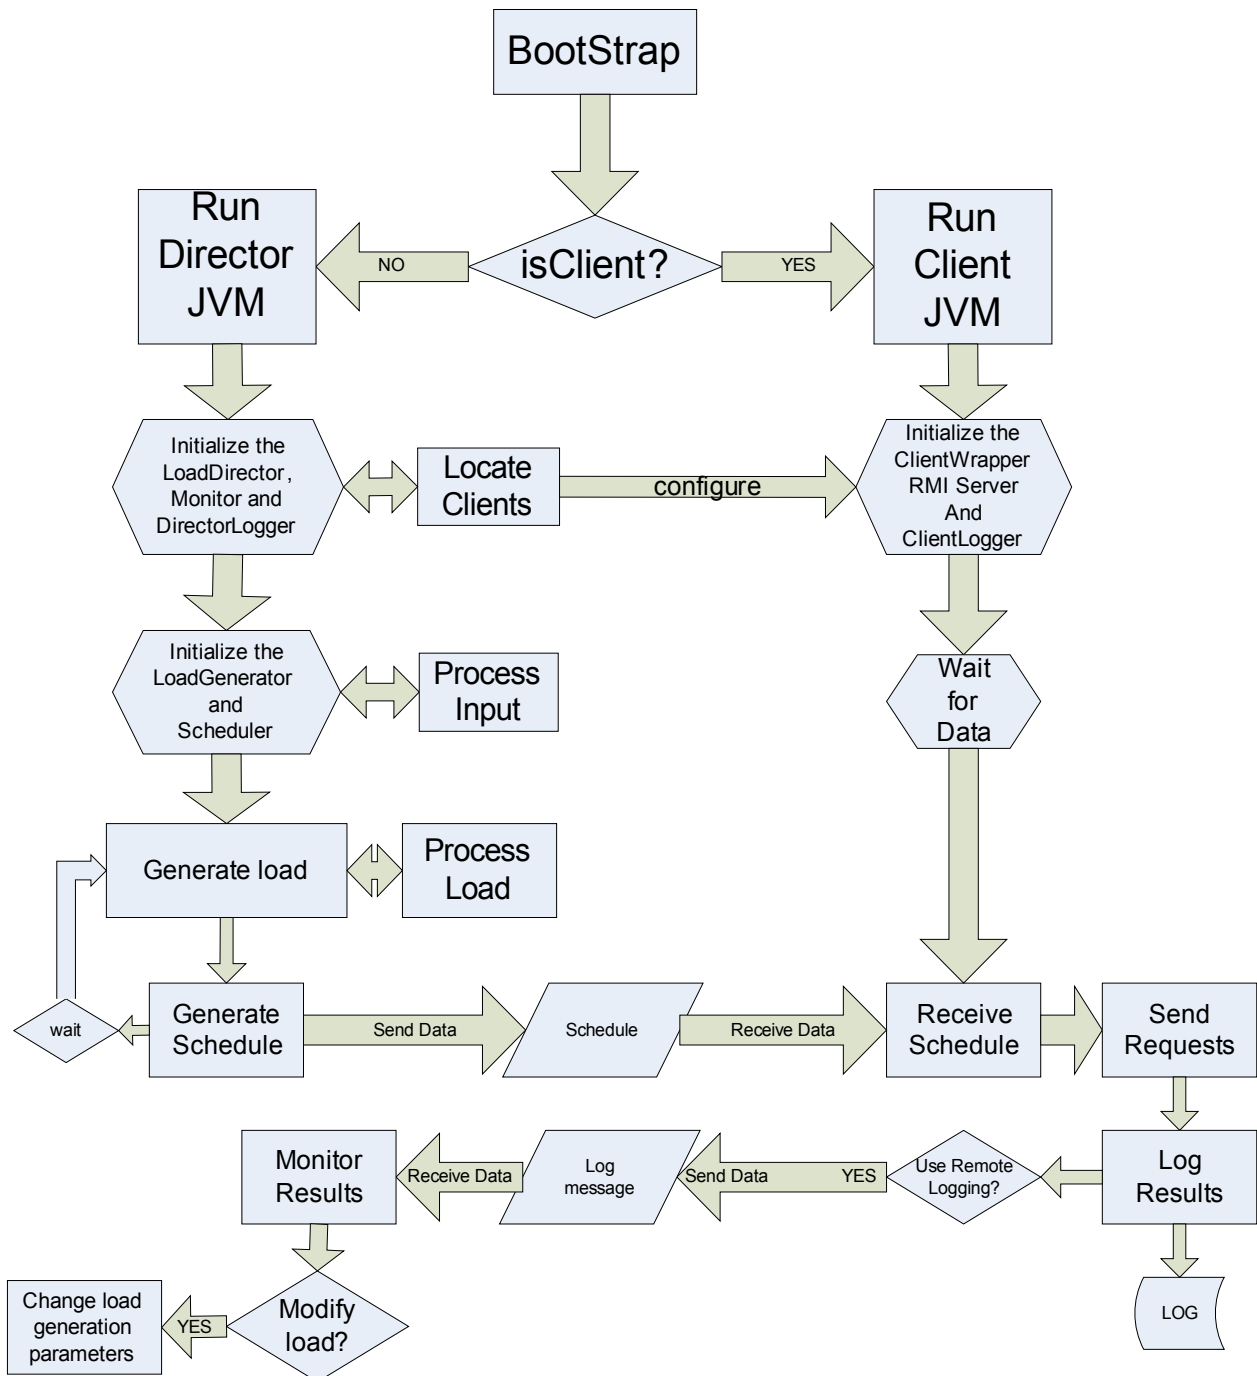 BootStrap
Run
Director
JVM
NO
isClient?
YES
Run
Client
JVM
Initialize the
LoadDirector,
Monitor and
DirectorLogger
Locate
Clients
configure
Initialize the
ClientWrapper
RMI Server
And
ClientLogger
Initialize the
LoadGenerator
and
Scheduler
Process
Input
Wait
for
Data
Generate load
Process
Load
wait
Generate
Schedule
Send Data
Schedule
Receive Data
Receive
Schedule
Send
Requests
Monitor
Results
Receive Data
Log
message
Send Data
YES
Use Remote
Logging?
Log
Results
Change load
generation
parameters
YES
Modify
load?
LOG